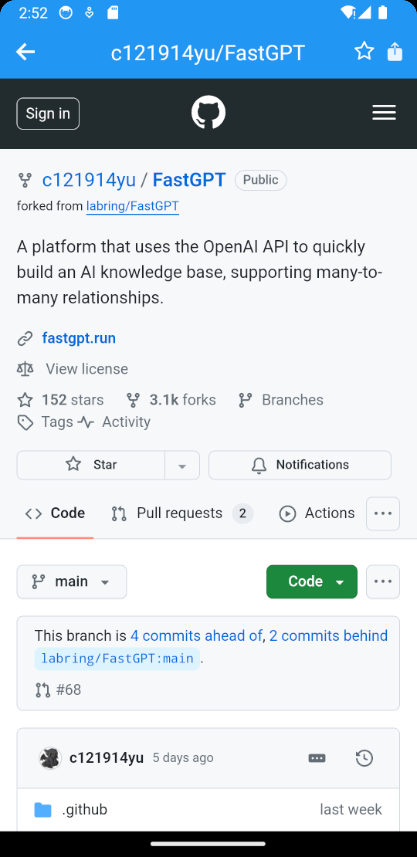 2:52
c121914yu/FastGPT
Sign in
c121914yu / FastGPT Public
forked from labring/FastGPT
A platform that uses the OpenAI API to quickly
build an AI knowledge base, supporting many-to-
many relationships.
fastgpt.run
View license
152 stars 3.1k forks Branches
Tags Activity
Star Notifications
Code Pull requests 2 Actions
main Code
This branch is 4 commits ahead of, 2 commits behind
labring/FastGPT:main.
#68
c121914yu 5 days ago
.github last week